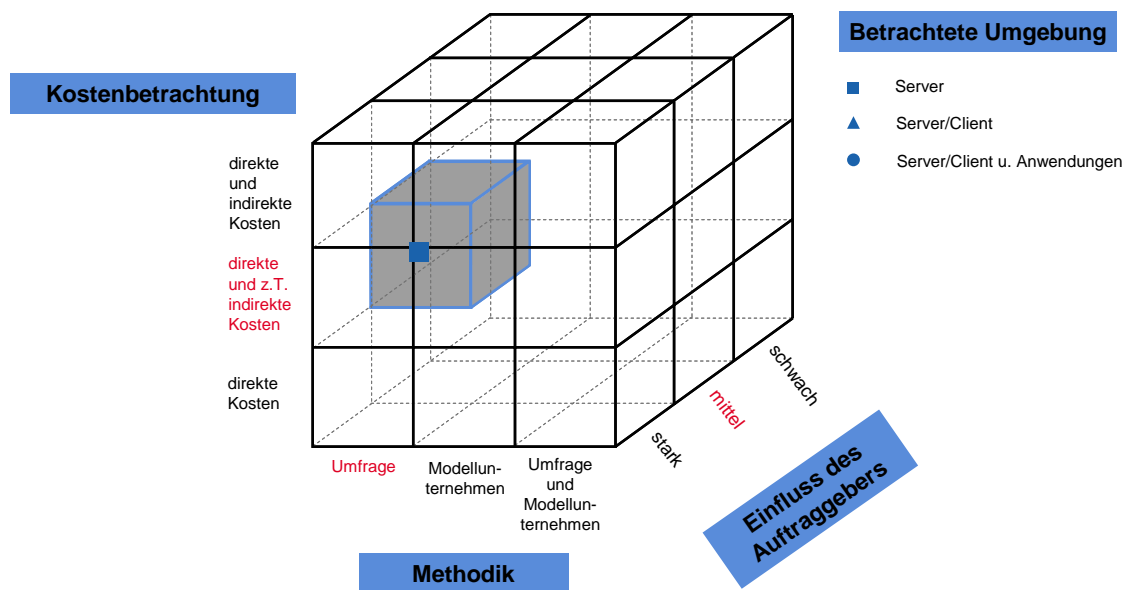 Betrachtete Umgebung
Server
Server/Client
Server/Client u. Anwendungen
Kostenbetrachtung
direkte
und
indirekte
Kosten
direkte
und z.T.
indirekte
Kosten
direkte
Kosten
Umfrage
Modellun-
ternehmen
Umfrage
und
Modellun-
ternehmen
stark
mittel
schwach
Einfluss des
Auftraggebers
Methodik